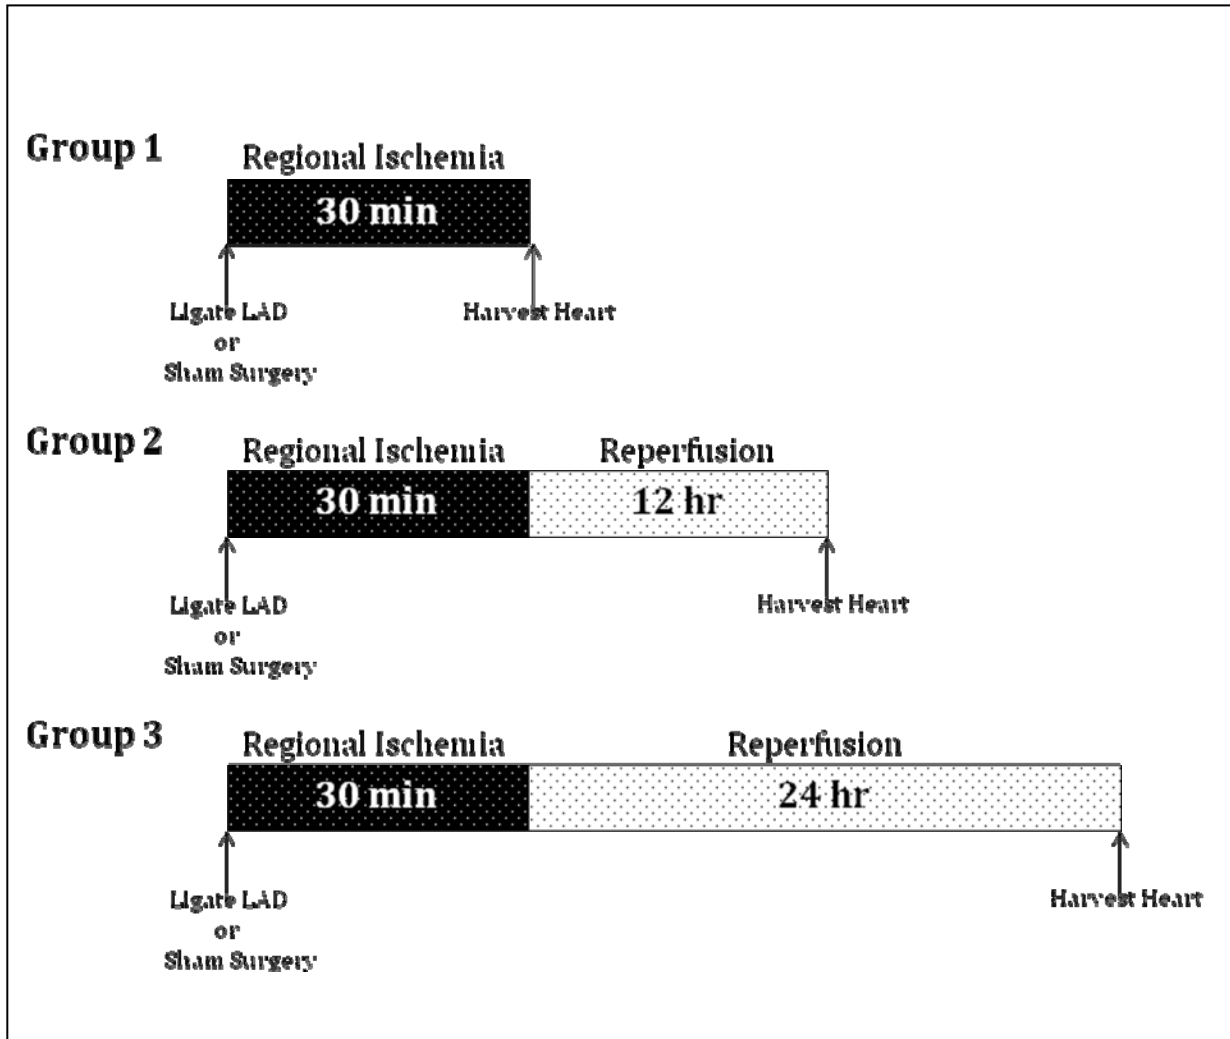 Group 1
Regional Ischemia
30 min
Ligate LAD
or
Sham Surgery
Harvest Heart
Group 2
Regional Ischemia
Reperfusion
30 min
12 hr
Ligate LAD
or
Sham Surgery
Harvest Heart
Group 3
Regional Ischemia
Reperfusion
30 min
24 hr
Ligate LAD
or
Sham Surgery
Harvest Heart